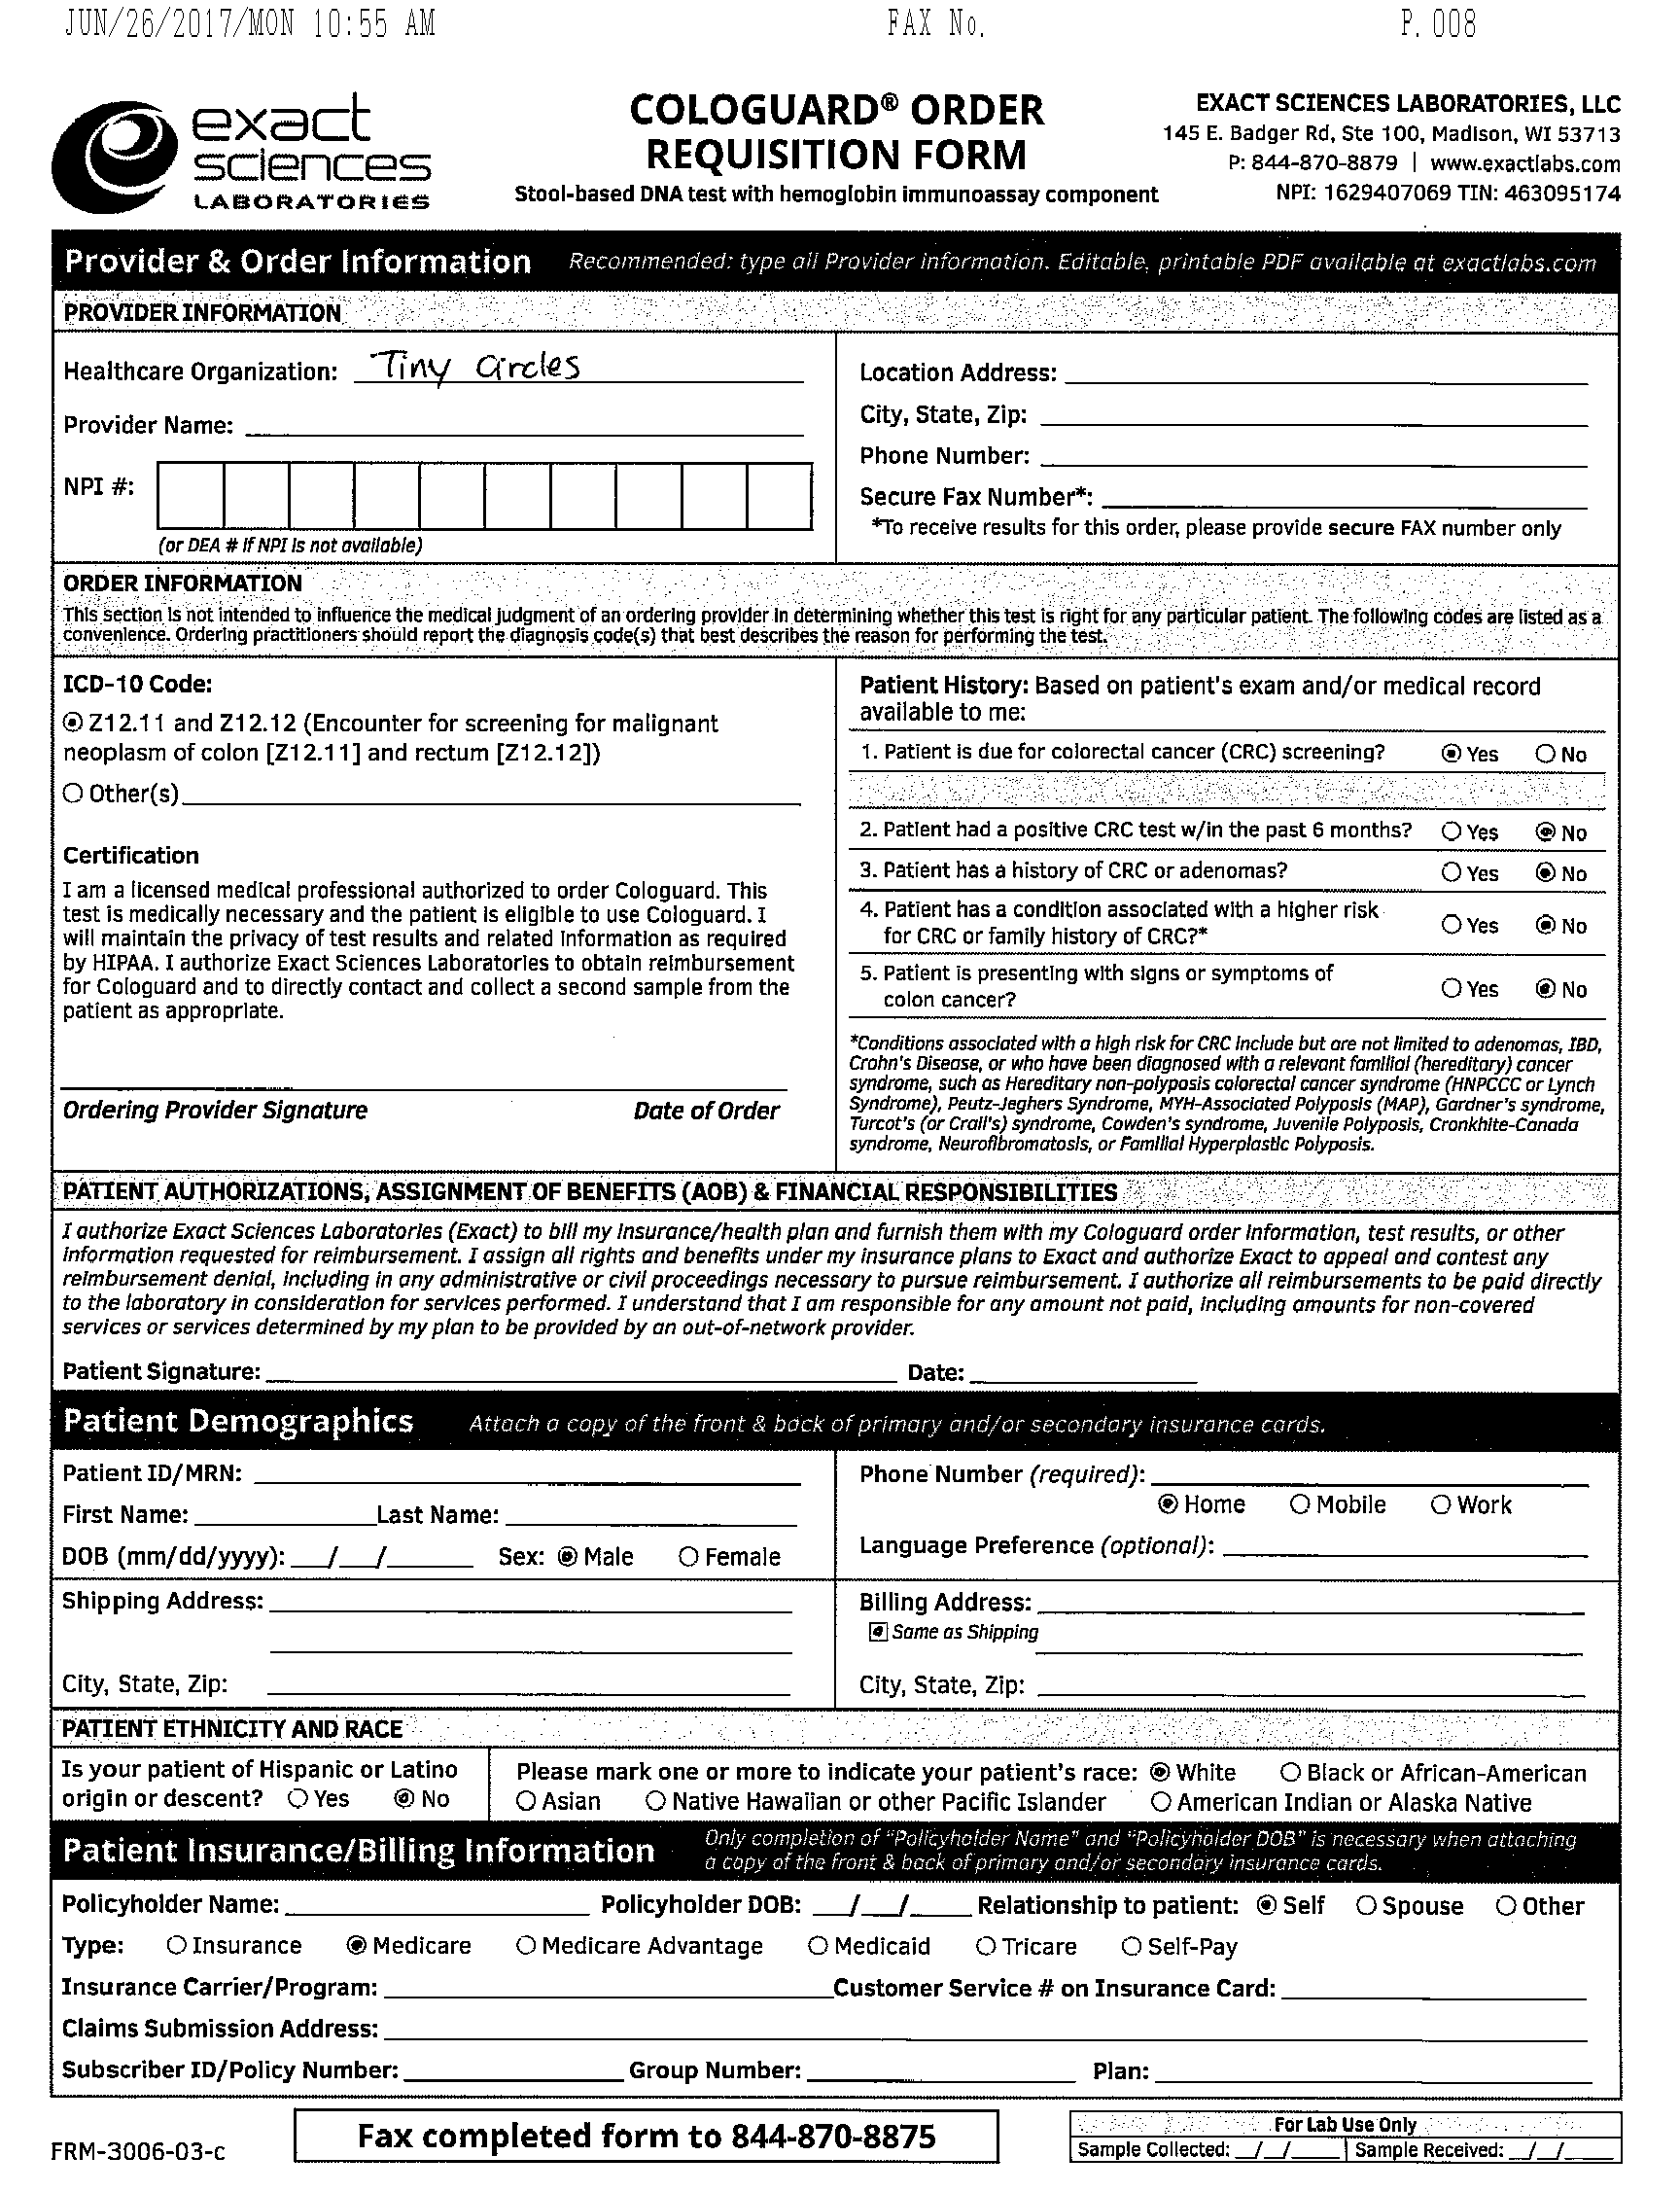 JUN/26/2017/MON 10:55 AM FAX No. P. 008
exact sciences LABORATORIES
COLOGUARD® ORDER REQUISITION FORM
Stool-based DNA test with hemoglobin immunoassay component
EXACT SCIENCES LABORATORIES, LLC
145 E. Badger Rd, Ste 100, Madison, WI 53713
P: 844-870-8879 | www.exactlabs.com
NPI: 1629407069 TIN: 463095174
Provider & Order Information Recommended: type all Provider information. Editable, printable PDF available at exactlabs.com
PROVIDER INFORMATION
Healthcare Organization: Tiny Circles
Provider Name:
NPI #:
(or DEA # if NPI is not available)
Location Address:
City, State, Zip:
Phone Number:
Secure Fax Number*:
*To receive results for this order, please provide secure FAX number only
ORDER INFORMATION
This section is not intended to influence the medical judgment of an ordering provider in determining whether this test is right for any particular patient. The following codes are listed as a
convenience. Ordering practitioners should report the diagnosis code(s) that best describes the reason for performing the test.
ICD-10 Code:
Z12.11 and Z12.12 (Encounter for screening for malignant
neoplasm of colon [Z12.11] and rectum [Z12.12])
Other(s)
Certification
I am a licensed medical professional authorized to order Cologuard. This
test is medically necessary and the patient is eligible to use Cologuard. I
will maintain the privacy of test results and related information as required
by HIPAA. I authorize Exact Sciences Laboratories to obtain reimbursement
for Cologuard and to directly contact and collect a second sample from the
patient as appropriate.
Ordering Provider Signature Date of Order
Patient History: Based on patient's exam and/or medical record
available to me:
1. Patient is due for colorectal cancer (CRC) screening? Yes No
2. Patient had a positive CRC test w/in the past 6 months? Yes No
3. Patient has a history of CRC or adenomas? Yes No
4. Patient has a condition associated with a higher risk
for CRC or family history of CRC?* Yes No
5. Patient is presenting with signs or symptoms of
colon cancer? Yes No
*Conditions associated with a high risk for CRC include but are not limited to adenomas, IBD,
Crohn's Disease, or who have been diagnosed with a relevant familial (hereditary) cancer
syndrome, such as Hereditary non-polyposis colorectal cancer syndrome (HNPCCC or Lynch
Syndrome), Peutz-Jeghers Syndrome, MYH-Associated Polyposis (MAP), Gardner's syndrome,
Turcot's (or Crail's) syndrome, Cowden's syndrome, Juvenile Polyposis, Cronkhite-Canada
syndrome, Neurofibromatosis, or Familial Hyperplastic Polyposis.
PATIENT AUTHORIZATIONS, ASSIGNMENT OF BENEFITS (AOB) & FINANCIAL RESPONSIBILITIES
I authorize Exact Sciences Laboratories (Exact) to bill my insurance/health plan and furnish them with my Cologuard order information, test results, or other
information requested for reimbursement. I assign all rights and benefits under my insurance plans to Exact and authorize Exact to appeal and contest any
reimbursement denial, including in any administrative or civil proceedings necessary to pursue reimbursement. I authorize all reimbursements to be paid directly
to the laboratory in consideration for services performed. I understand that I am responsible for any amount not paid, including amounts for non-covered
services or services determined by my plan to be provided by an out-of-network provider.
Patient Signature: Date:
Patient Demographics Attach a copy of the front & back of primary and/or secondary insurance cards.
Patient ID/MRN:
First Name: Last Name:
DOB (mm/dd/yyyy): / / Sex: Male Female
Phone Number (required):
Home Mobile Work
Language Preference (optional):
Shipping Address:
City, State, Zip:
Billing Address:
Same as Shipping
City, State, Zip:
PATIENT ETHNICITY AND RACE
Is your patient of Hispanic or Latino
origin or descent? Yes No
Please mark one or more to indicate your patient's race: White Black or African-American
Asian Native Hawaiian or other Pacific Islander American Indian or Alaska Native
Patient Insurance/Billing Information Only completion of "Policyholder Name" and "Policyholder DOB" is necessary when attaching
a copy of the front & back of primary and/or secondary insurance cards.
Policyholder Name: Policyholder DOB: / / Relationship to patient: Self Spouse Other
Type: Insurance Medicare Medicare Advantage Medicaid Tricare Self-Pay
Insurance Carrier/Program: Customer Service # on Insurance Card:
Claims Submission Address:
Subscriber ID/Policy Number: Group Number: Plan:
FRM-3006-03-c
Fax completed form to 844-870-8875
For Lab Use Only
Sample Collected: / / Sample Received: / /